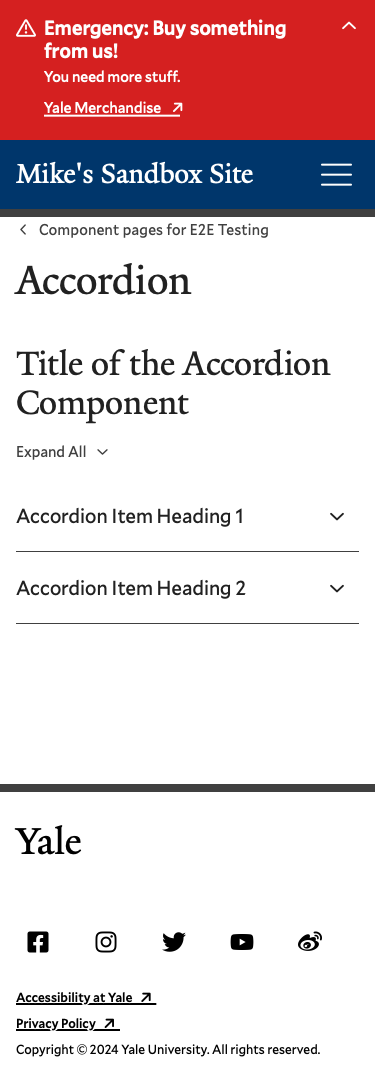 Emergency: Buy something
from us!
You need more stuff.
Yale Merchandise
Mike's Sandbox Site
Component pages for E2E Testing
Accordion
Title of the Accordion
Component
Expand All
Accordion Item Heading 1
Accordion Item Heading 2
Yale
Accessibility at Yale
Privacy Policy
Copyright © 2024 Yale University. All rights reserved.